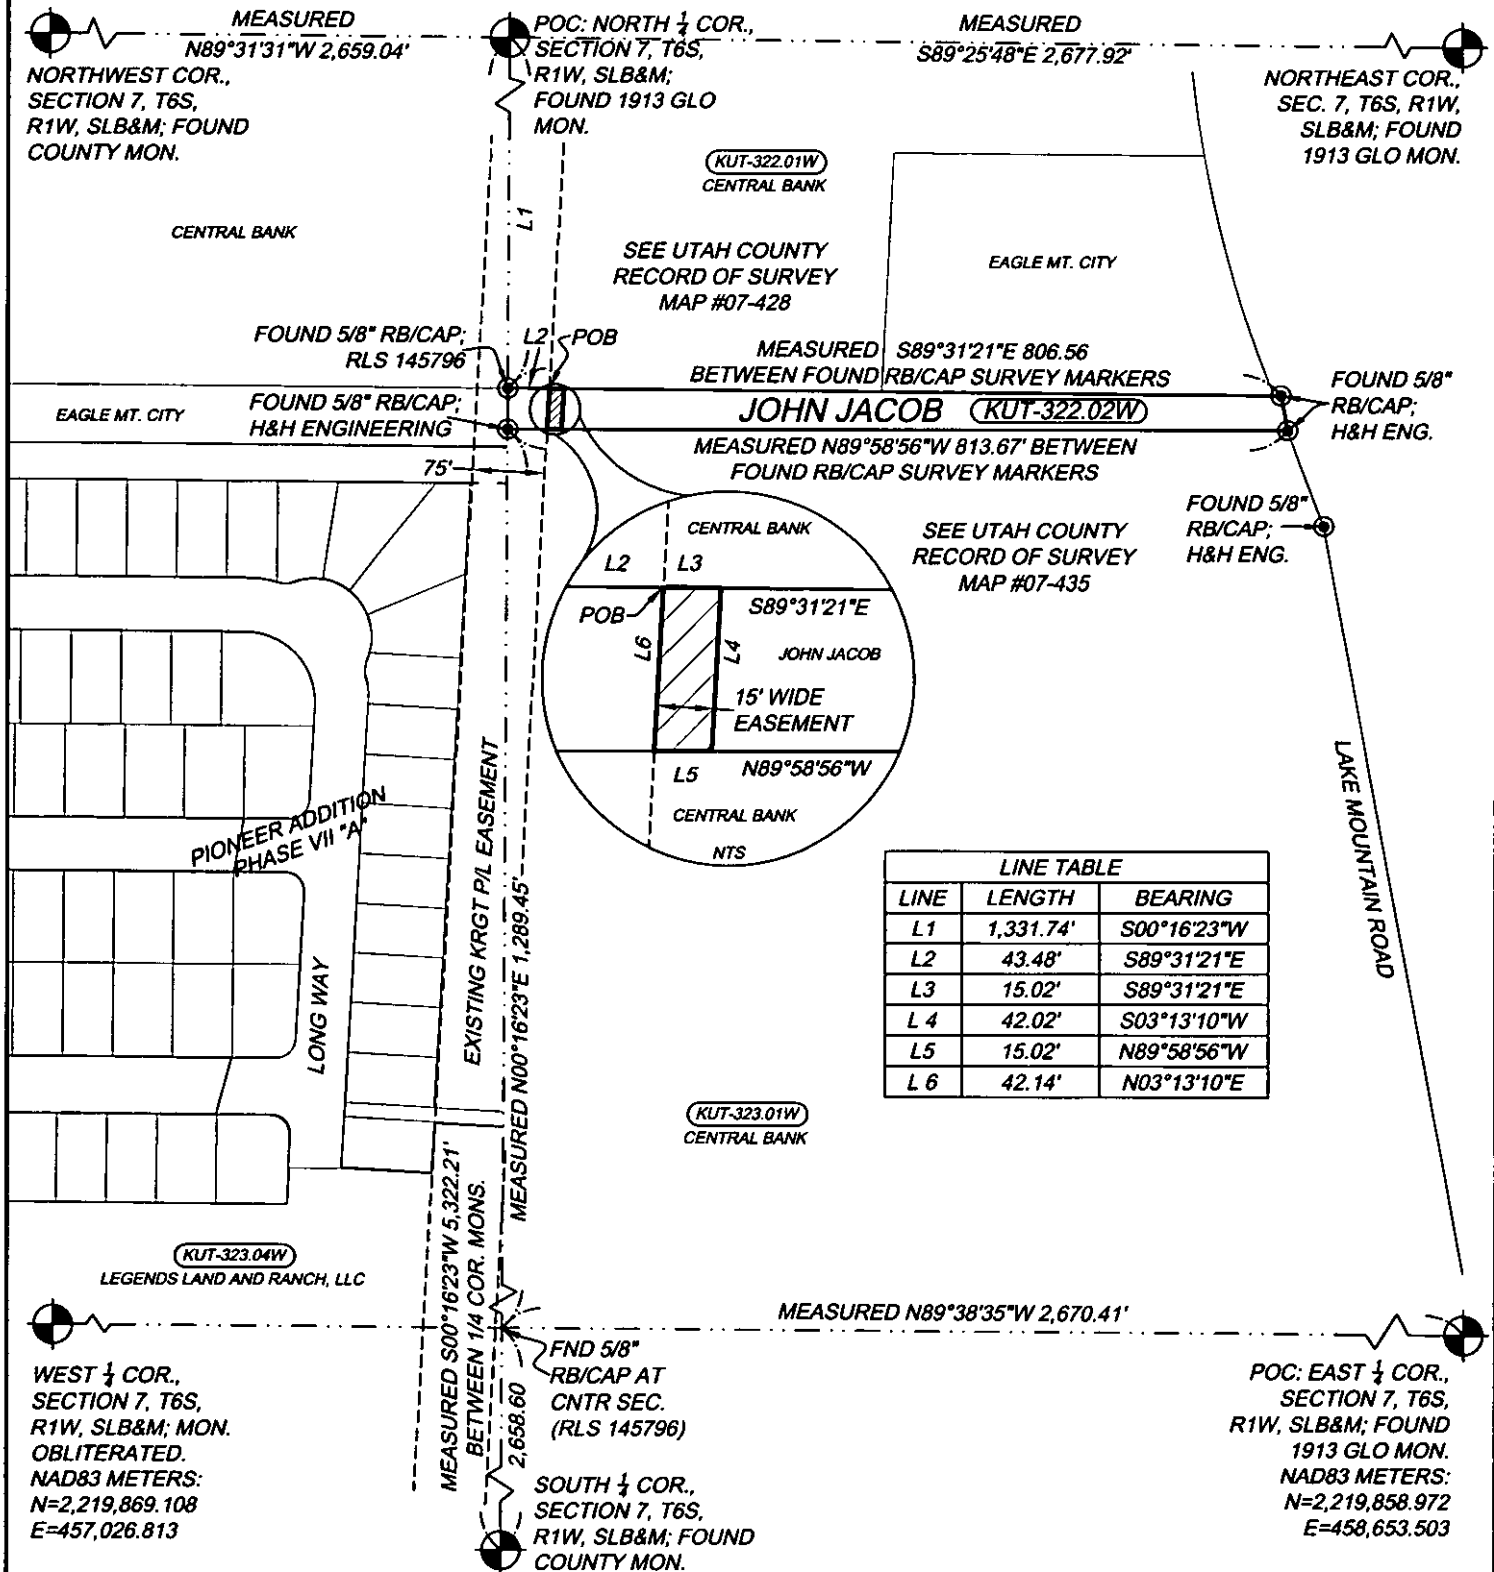 MEASURED
N89°31'31"W 2,659.04'
POC: NORTH 1/4 COR.,
SECTION 7, T6S,
R1W, SLB&M;
FOUND 1913 GLO
MON.
MEASURED
S89°25'48"E 2,677.92'
NORTHWEST COR.,
SECTION 7, T6S,
R1W, SLB&M; FOUND
COUNTY MON.
NORTHEAST COR.,
SEC. 7, T6S, R1W,
SLB&M; FOUND
1913 GLO MON.
KUT-322.01W
CENTRAL BANK
CENTRAL BANK
L1
SEE UTAH COUNTY
RECORD OF SURVEY
MAP #07-428
EAGLE MT. CITY
FOUND 5/8" RB/CAP;
RLS 145796
L2
POB
MEASURED S89°31'21"E 806.56
BETWEEN FOUND RB/CAP SURVEY MARKERS
EAGLE MT. CITY
FOUND 5/8" RB/CAP;
H&H ENGINEERING
JOHN JACOB KUT-322.02W
FOUND 5/8"
RB/CAP;
H&H ENG.
MEASURED N89°58'56"W 813.67' BETWEEN
FOUND RB/CAP SURVEY MARKERS
75'
FOUND 5/8"
RB/CAP;
H&H ENG.
SEE UTAH COUNTY
RECORD OF SURVEY
MAP #07-435
CENTRAL BANK
L2
L3
POB
S89°31'21"E
L6
L4
JOHN JACOB
15' WIDE
EASEMENT
L5
N89°58'56"W
CENTRAL BANK
NTS
PIONEER ADDITION
PHASE VII "A"
LONG WAY
EXISTING KRGT P/L EASEMENT
MEASURED N00°16'23"E 1,289.45'
LAKE MOUNTAIN ROAD
LINE TABLE
LINE LENGTH BEARING
L1 1,331.74' S00°16'23"W
L2 43.48' S89°31'21"E
L3 15.02' S89°31'21"E
L 4 42.02' S03°13'10"W
L5 15.02' N89°58'56"W
L 6 42.14' N03°13'10"E
KUT-323.01W
CENTRAL BANK
KUT-323.04W
LEGENDS LAND AND RANCH, LLC
MEASURED S00°16'23"W 5,322.21'
BETWEEN 1/4 COR. MONS.
2,658.60
MEASURED N89°38'35"W 2,670.41'
FND 5/8"
RB/CAP AT
CNTR SEC.
(RLS 145796)
WEST 1/4 COR.,
SECTION 7, T6S,
R1W, SLB&M; MON.
OBLITERATED.
NAD83 METERS:
N=2,219,869.108
E=457,026.813
SOUTH 1/4 COR.,
SECTION 7, T6S,
R1W, SLB&M; FOUND
COUNTY MON.
POC: EAST 1/4 COR.,
SECTION 7, T6S,
R1W, SLB&M; FOUND
1913 GLO MON.
NAD83 METERS:
N=2,219,858.972
E=458,653.503